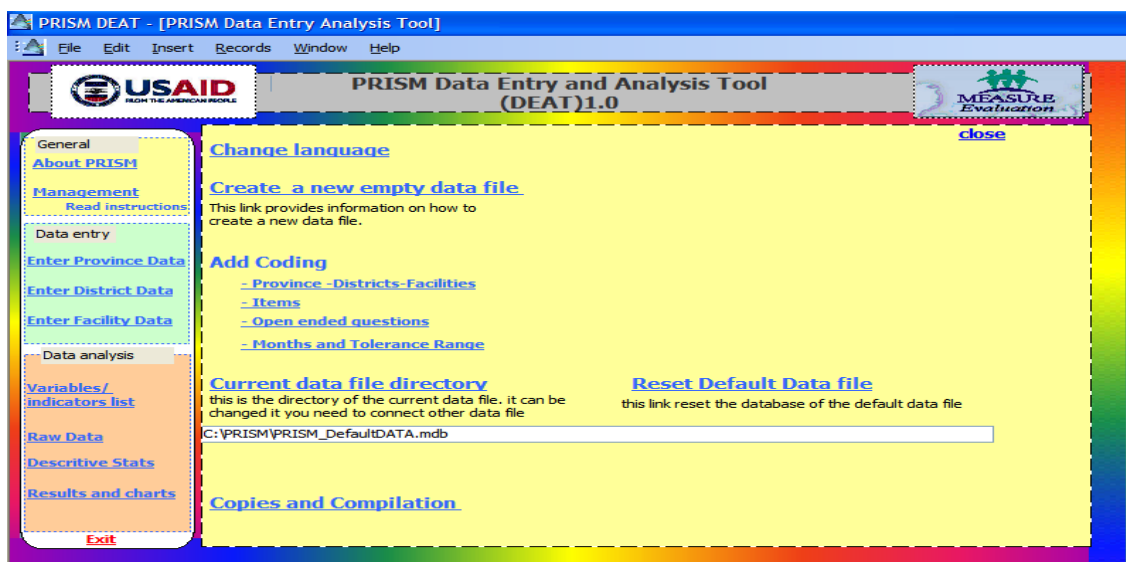 PRISM DEAT - [PRISM Data Entry Analysis Tool]
File Edit Insert Records Window Help
USAID
FROM THE AMERICAN PEOPLE
PRISM Data Entry and Analysis Tool
(DEAT)1.0
MEASURE
Evaluation
close
General
About PRISM
Management
Read instructions
Data entry
Enter Province Data
Enter District Data
Enter Facility Data
Data analysis
Variables/
indicators list
Raw Data
Descritive Stats
Results and charts
Exit
Change language
Create a new empty data file
This link provides information on how to
create a new data file.
Add Coding
- Province -Districts-Facilities
- Items
- Open ended questions
- Months and Tolerance Range
Current data file directory
this is the directory of the current data file. it can be
changed it you need to connect other data file
Reset Default Data file
this link reset the database of the default data file
C:\PRISM\PRISM_DefaultDATA.mdb
Copies and Compilation